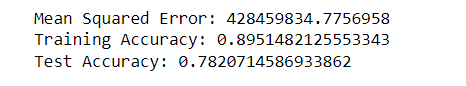 Mean Squared Error: 428459834.7756958
Training Accuracy: 0.8951482125553343
Test Accuracy: 0.7820714586933862